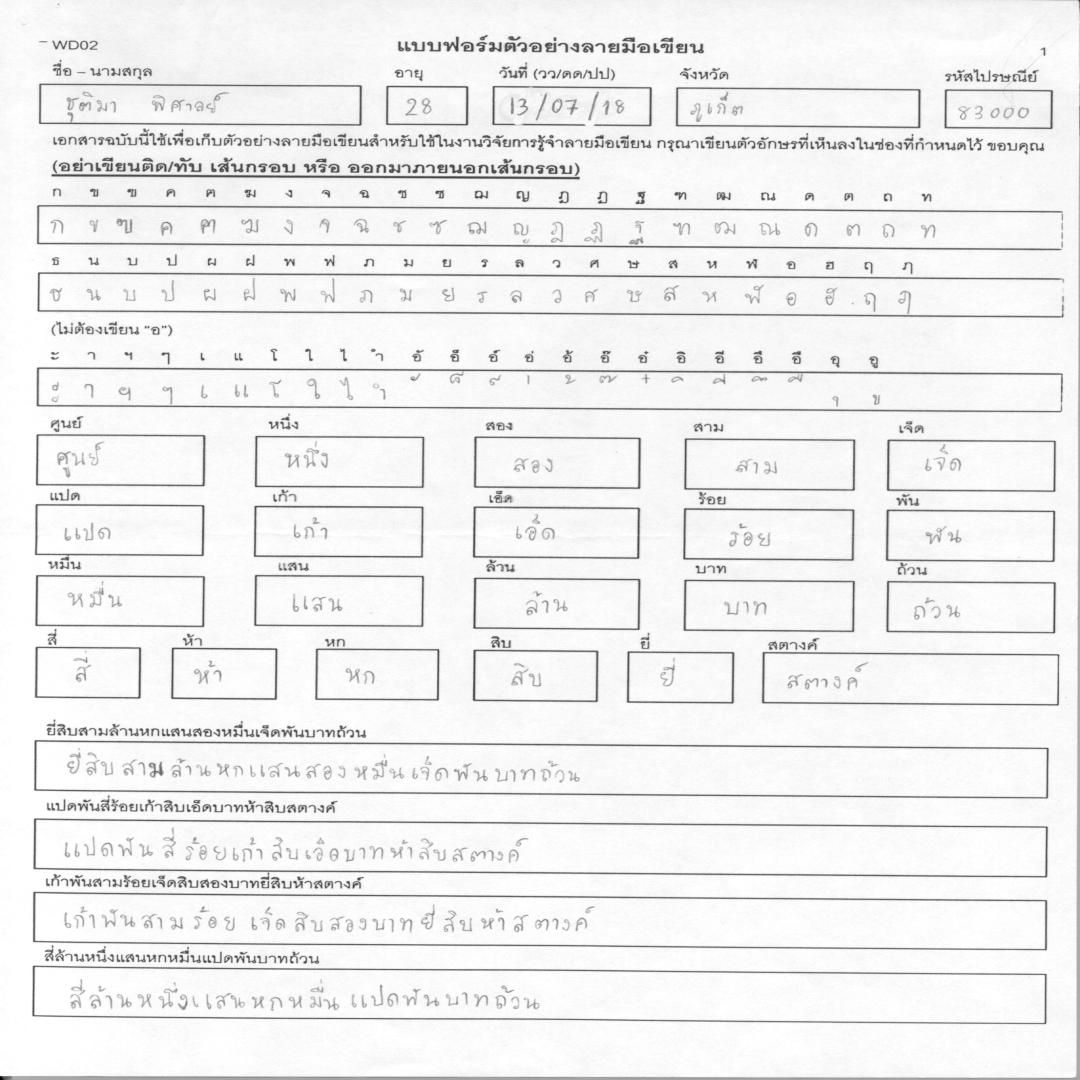 WD02 แบบฟอร์มตัวอย่างลายมือเขียน 1
ชื่อ – นามสกุล อายุ วันที่ (วว/ดด/ปป) จังหวัด รหัสไปรษณีย์
ชุติมา พิศาลย์ 28 13/07/18 ภูเก็ต 83000
เอกสารฉบับนี้ใช้เพื่อเก็บตัวอย่างลายมือเขียนสำหรับใช้ในงานวิจัยการรู้จำลายมือเขียน กรุณาเขียนตัวอักษรที่เห็นลงในช่องที่กำหนดไว้ ขอบคุณ
(อย่าเขียนติด/ทับ เส้นกรอบ หรือ ออกมาภายนอกเส้นกรอบ)
ก ข ฃ ค ฅ ฆ ง จ ฉ ช ซ ฌ ญ ฎ ฏ ฐ ฑ ฒ ณ ด ต ถ ท
ก ข ฃ ค ฅ ฆ ง จ ฉ ช ซ ฌ ญ ฎ ฏ ฐ ฑ ฒ ณ ด ต ถ ท
ธ น บ ป ผ ฝ พ ฟ ภ ม ย ร ล ว ศ ษ ส ห ฬ อ ฮ ฤ ฦ
ธ น บ ป ผ ฝ พ ฟ ภ ม ย ร ล ว ศ ษ ส ห ฬ อ ฮ ฤ ฦ
(ไม่ต้องเขียน “อ”)
ะ า ฯ ๆ เ แ โ ใ ไ ำ อั อ็ อ์ อ่ อ้ อ๊ อ๋ อิ อี อึ อื อุ อู
ะ า ฯ ๆ เ แ โ ใ ไ ำ ั ็ ์ ่ ้ ๊ ๋ ิ ี ึ ื ุ ู
ศูนย์ หนึ่ง สอง สาม เจ็ด
ศูนย์ หนึ่ง สอง สาม เจ็ด
แปด เก้า เอ็ด ร้อย พัน
แปด เก้า เอ็ด ร้อย พัน
หมื่น แสน ล้าน บาท ถ้วน
หมื่น แสน ล้าน บาท ถ้วน
สี่ ห้า หก สิบ ยี่ สตางค์
สี่ ห้า หก สิบ ยี่ สตางค์
ยี่สิบสามล้านหกแสนสองหมื่นเจ็ดพันบาทถ้วน
ยี่สิบ สาม ล้านหกแสนสองหมื่นเจ็ดพันบาทถ้วน
แปดพันสี่ร้อยเก้าสิบเอ็ดบาทห้าสิบสตางค์
แปดพันสี่ร้อยเก้าสิบเอ็ดบาทห้าสิบสตางค์
เก้าพันสามร้อยเจ็ดสิบสองบาทยี่สิบห้าสตางค์
เก้าพันสามร้อย เจ็ดสิบสองบาทยี่สิบห้าสตางค์
สี่ล้านหนึ่งแสนหกหมื่นแปดพันบาทถ้วน
สี่ล้านหนึ่งแสนหกหมื่น แปดพันบาทถ้วน